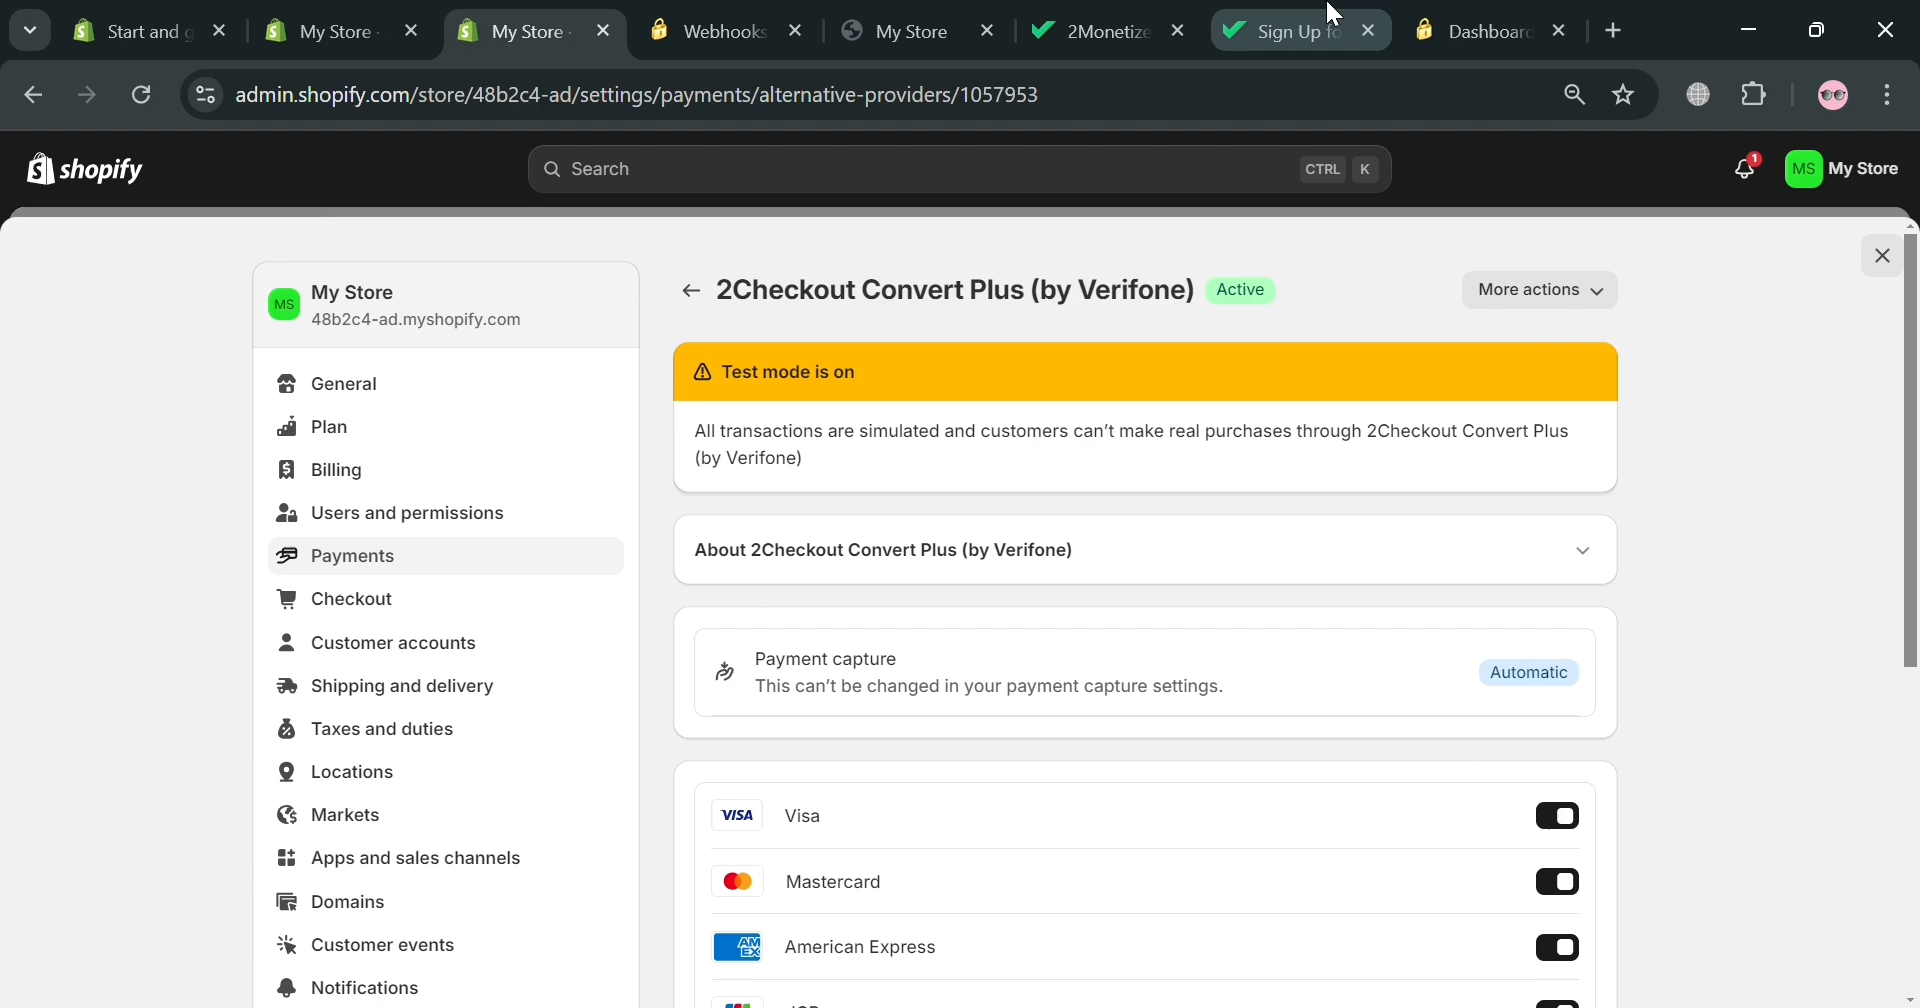 Start and g
My Store -
My Store -
Webhooks
My Store
2Monetize
Sign Up fo
Dashboard
admin.shopify.com/store/48b2c4-ad/settings/payments/alternative-providers/1057953
shopify
Search
CTRL K
1
MS My Store
MS
My Store
48b2c4-ad.myshopify.com
General
Plan
Billing
Users and permissions
Payments
Checkout
Customer accounts
Shipping and delivery
Taxes and duties
Locations
Markets
Apps and sales channels
Domains
Customer events
Notifications
2Checkout Convert Plus (by Verifone) Active
More actions
Test mode is on
All transactions are simulated and customers can't make real purchases through 2Checkout Convert Plus
(by Verifone)
About 2Checkout Convert Plus (by Verifone)
Payment capture
This can't be changed in your payment capture settings.
Automatic
VISA Visa
Mastercard
AM
EX
American Express